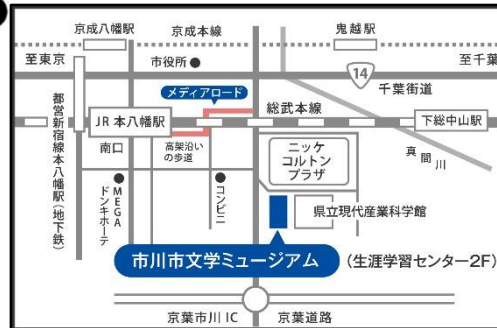 京成八幡駅
京成本線
鬼越駅
至東京
市役所
14
至千葉
千葉街道
メディアロード
総武本線
JR 本八幡駅
下総中山駅
都営新宿線本八幡駅(地下鉄)
南口
高架沿い
の歩道
ニッケ
コルトン
プラザ
真間川
MEGA
ドンキホーテ
コンビニ
県立現代産業科学館
市川市文学ミュージアム
(生涯学習センター2F)
京葉市川 IC
京葉道路